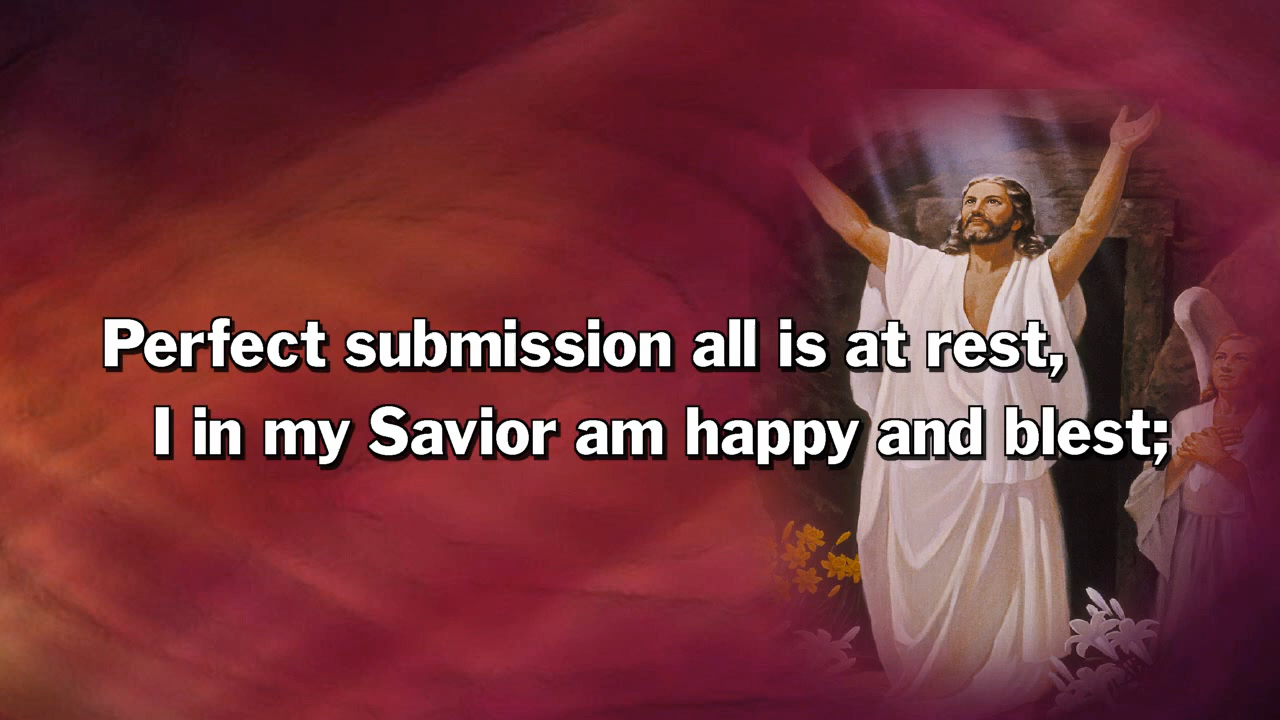 Perfect submission all is at rest,
I in my Savior am happy and blest;